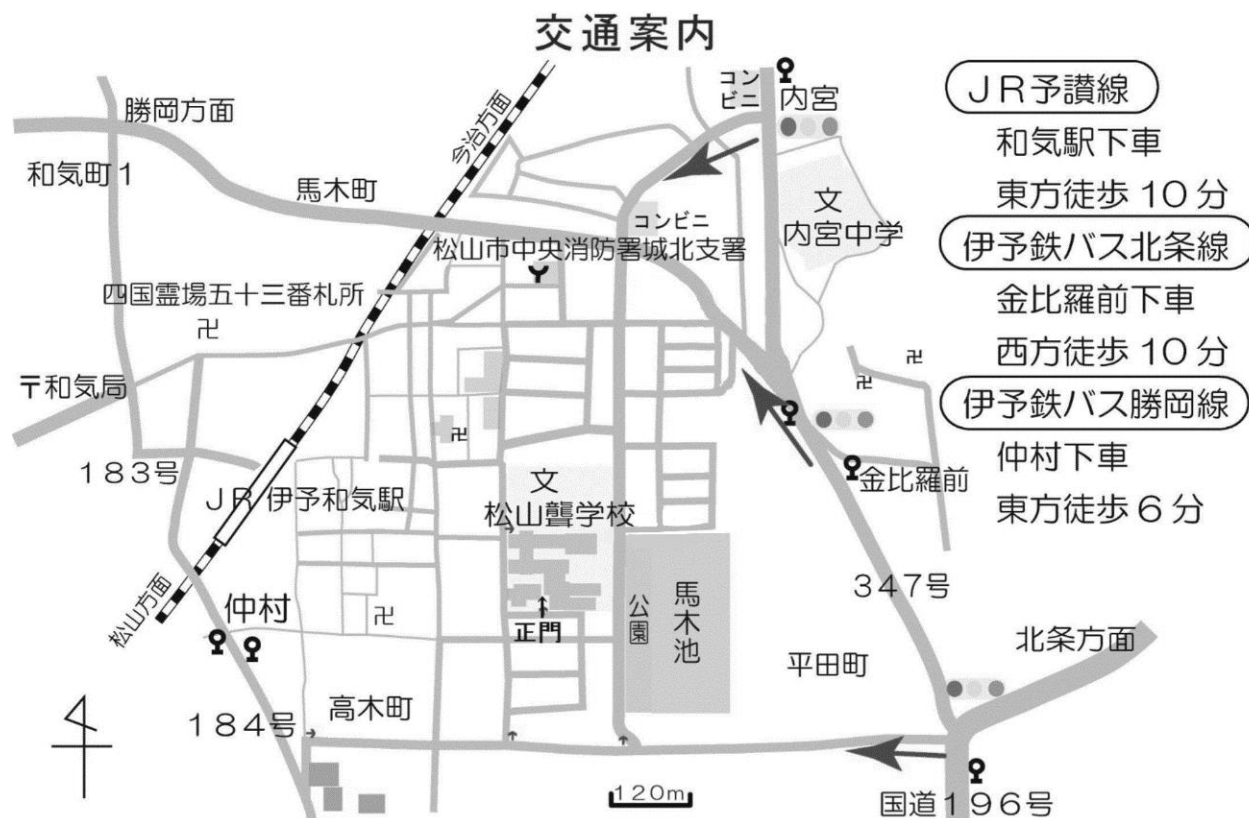 交通案内
コン
ビニ
内宮
勝岡方面
今治方面
和気町1
馬木町
コンビニ
文
内宮中学
松山市中央消防署城北支署
四国霊場五十三番札所
卍
卍
卍
〒和気局
卍
183号
JR 伊予和気駅
文
松山聾学校
金比羅前
347号
松山方面
仲村
卍
正門
公園
馬木池
平田町
北条方面
184号
高木町
120m
国道196号
JR予讃線
和気駅下車
東方徒歩10分
伊予鉄バス北条線
金比羅前下車
西方徒歩10分
伊予鉄バス勝岡線
仲村下車
東方徒歩6分